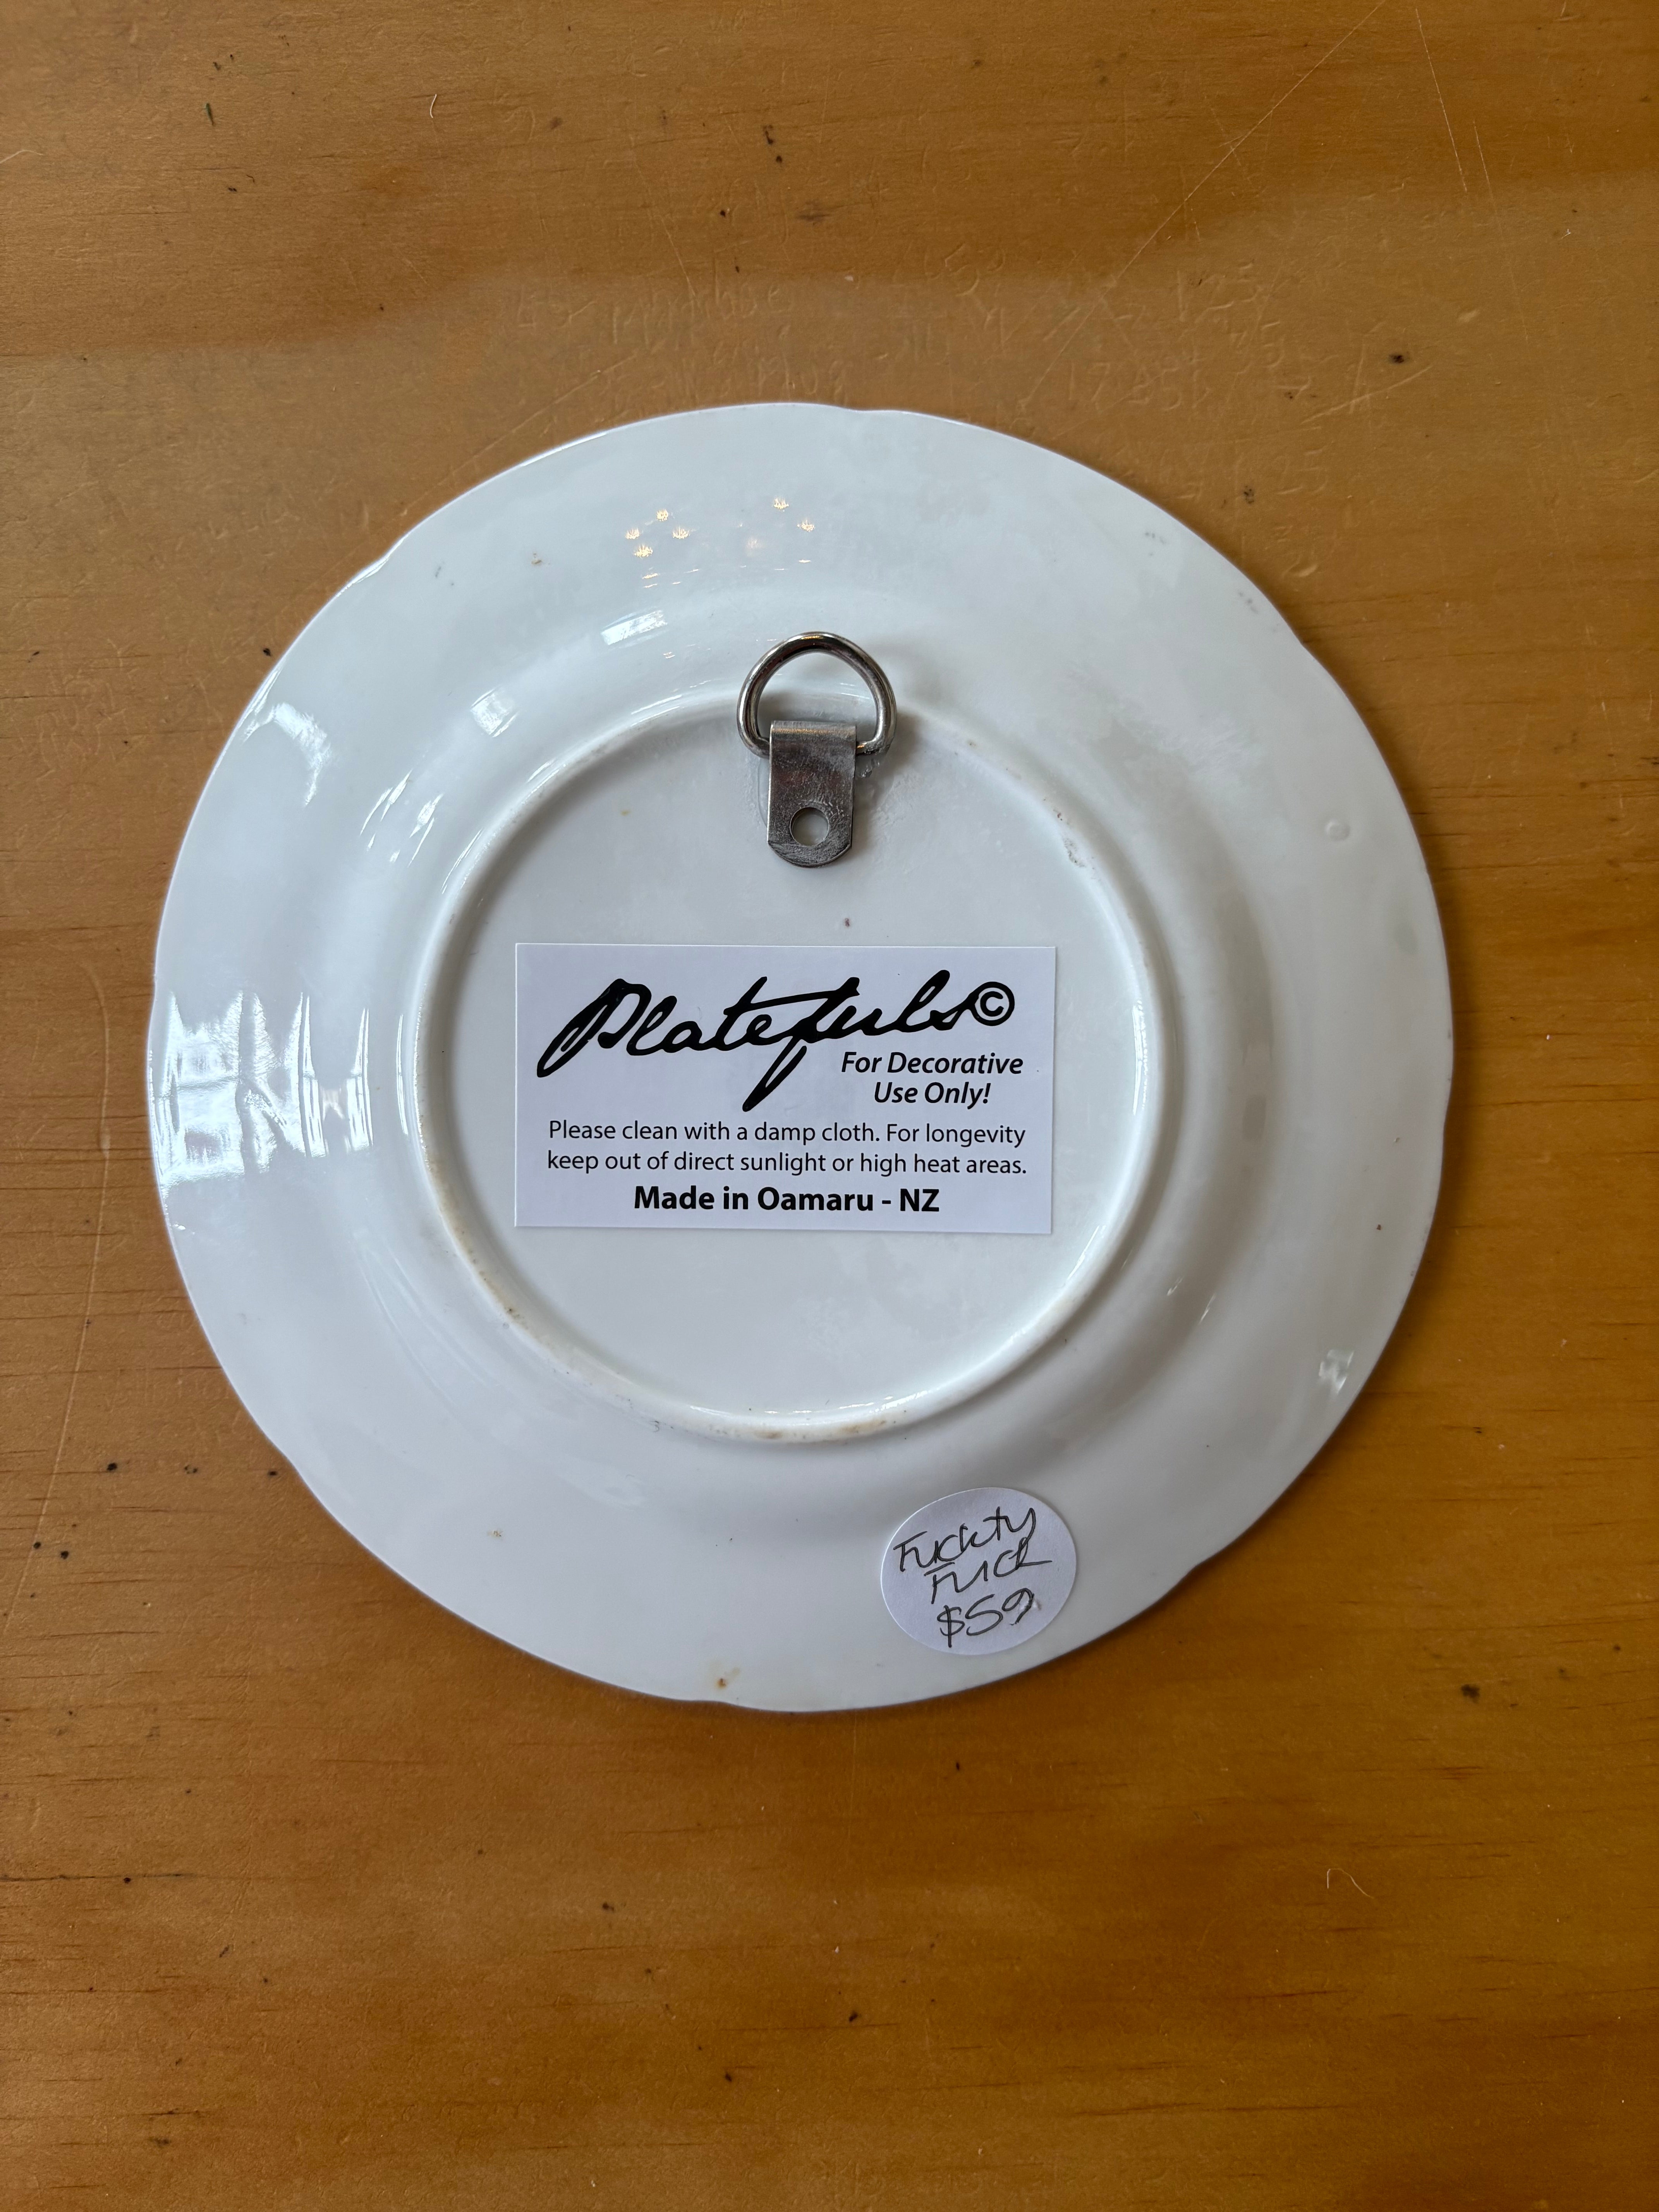 Platefuls©
For Decorative
Use Only!
Please clean with a damp cloth. For longevity
keep out of direct sunlight or high heat areas.
Made in Oamaru - NZ
Fuckity
Fuck
$59